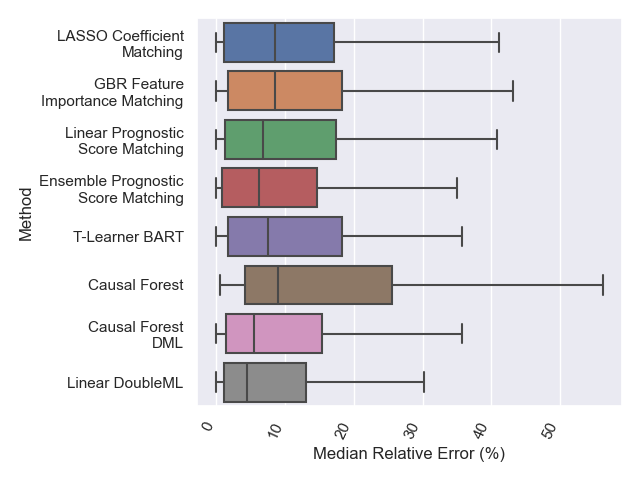 LASSO Coefficient
Matching
GBR Feature
Importance Matching
Linear Prognostic
Score Matching
Ensemble Prognostic
Score Matching
T-Learner BART
Causal Forest
Causal Forest
DML
Linear DoubleML
Method
0 10 20 30 40 50
Median Relative Error (%)